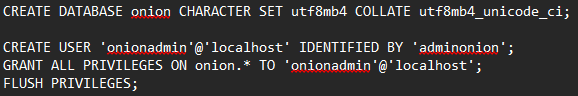 CREATE DATABASE onion CHARACTER SET utf8mb4 COLLATE utf8mb4_unicode_ci;
CREATE USER 'onionadmin'@'localhost' IDENTIFIED BY 'adminonion';
GRANT ALL PRIVILEGES ON onion.* TO 'onionadmin'@'localhost';
FLUSH PRIVILEGES;